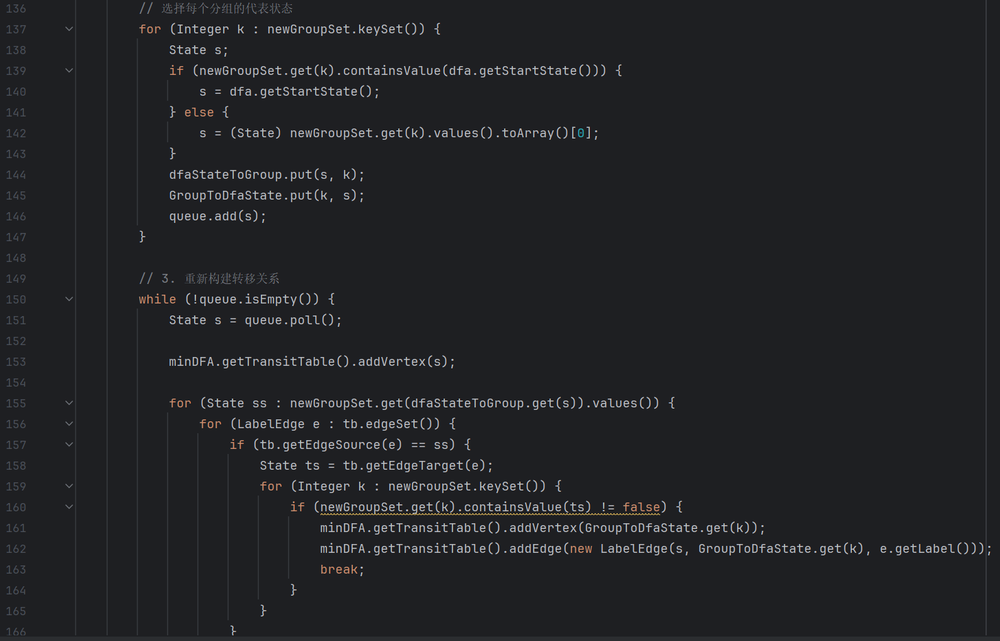 136 // 选择每个分组的代表状态
137 for (Integer k : newGroupSet.keySet()) {
138 State s;
139 if (newGroupSet.get(k).containsValue(dfa.getStartState())) {
140 s = dfa.getStartState();
141 } else {
142 s = (State) newGroupSet.get(k).values().toArray()[0];
143 }
144 dfaStateToGroup.put(s, k);
145 GroupToDfaState.put(k, s);
146 queue.add(s);
147 }
148
149 // 3. 重新构建转移关系
150 while (!queue.isEmpty()) {
151 State s = queue.poll();
152
153 minDFA.getTransitTable().addVertex(s);
154
155 for (State ss : newGroupSet.get(dfaStateToGroup.get(s)).values()) {
156 for (LabelEdge e : tb.edgeSet()) {
157 if (tb.getEdgeSource(e) == ss) {
158 State ts = tb.getEdgeTarget(e);
159 for (Integer k : newGroupSet.keySet()) {
160 if (newGroupSet.get(k).containsValue(ts) != false) {
161 minDFA.getTransitTable().addVertex(GroupToDfaState.get(k));
162 minDFA.getTransitTable().addEdge(new LabelEdge(s, GroupToDfaState.get(k), e.getLabel()));
163 break;
164 }
165 }
166 }